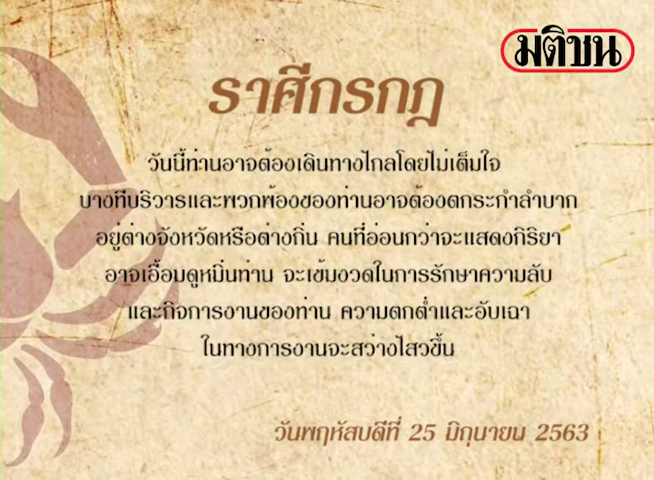 มติชน
ราศีกรกฎ
วันนี้ท่านอาจต้องเดินทางไกลโดยไม่เต็มใจ
บางทีบริวารและพวกพ้องของท่านอาจต้องตกระกำลำบาก
อยู่ต่างจังหวัดหรือต่างถิ่น คนที่อ่อนกว่าจะแสดงกิริยา
อาจเอื้อมดูหมิ่นท่าน จะเข้มงวดในการรักษาความลับ
และกิจการงานของท่าน ความตกต่ำและอับเฉา
ในทางการงานจะสว่างไสวขึ้น
วันพฤหัสบดีที่ 25 มิถุนายน 2563